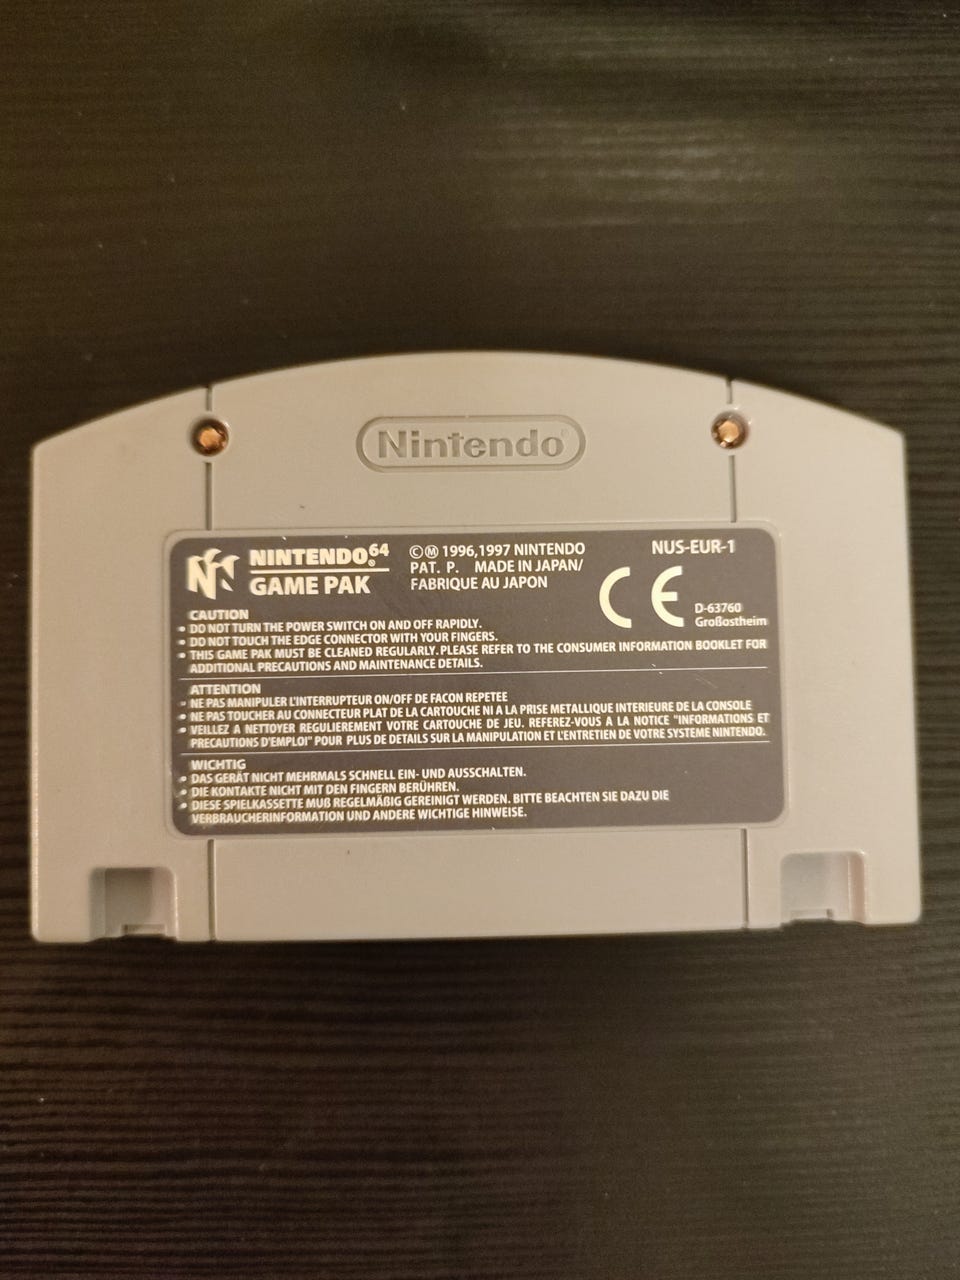 Nintendo®
NINTENDO64®
GAME PAK
©Ⓜ 1996,1997 NINTENDO
PAT. P. MADE IN JAPAN/
FABRIQUE AU JAPON
NUS-EUR-1
CE
D-63760
Großostheim
CAUTION
• DO NOT TURN THE POWER SWITCH ON AND OFF RAPIDLY.
• DO NOT TOUCH THE EDGE CONNECTOR WITH YOUR FINGERS.
• THIS GAME PAK MUST BE CLEANED REGULARLY. PLEASE REFER TO THE CONSUMER INFORMATION BOOKLET FOR
ADDITIONAL PRECAUTIONS AND MAINTENANCE DETAILS.
ATTENTION
• NE PAS MANIPULER L'INTERRUPTEUR ON/OFF DE FACON REPETEE
• NE PAS TOUCHER AU CONNECTEUR PLAT DE LA CARTOUCHE NI A LA PRISE METALLIQUE INTERIEURE DE LA CONSOLE
• VEILLEZ A NETTOYER REGULIEREMENT VOTRE CARTOUCHE DE JEU. REFEREZ-VOUS A LA NOTICE "INFORMATIONS ET
PRECAUTIONS D'EMPLOI" POUR PLUS DE DETAILS SUR LA MANIPULATION ET L'ENTRETIEN DE VOTRE SYSTEME NINTENDO.
WICHTIG
• DAS GERÄT NICHT MEHRMALS SCHNELL EIN- UND AUSSCHALTEN.
• DIE KONTAKTE NICHT MIT DEN FINGERN BERÜHREN.
• DIESE SPIELKASSETTE MUß REGELMÄßIG GEREINIGT WERDEN. BITTE BEACHTEN SIE DAZU DIE
VERBRAUCHERINFORMATION UND ANDERE WICHTIGE HINWEISE.